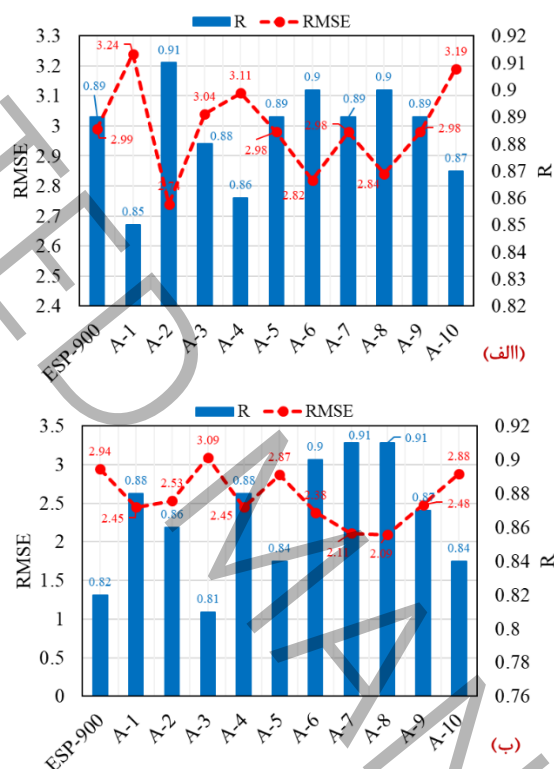 R RMSE
3.3 3.2 3.1 3 2.9 2.8 2.7 2.6 2.5 2.4
RMSE
0.89 0.85 0.91 0.88 0.86 0.89 0.9 0.89 0.9 0.89 0.87
2.99 3.24 3.04 3.11 2.98 2.82 2.98 2.84 2.98 3.19
0.92 0.91 0.9 0.89 0.88 0.87 0.86 0.85 0.84 0.83 0.82
R
ESP-900 A-1 A-2 A-3 A-4 A-5 A-6 A-7 A-8 A-9 A-10
(االف)
R RMSE
3.5 3 2.5 2 1.5 1 0.5 0
RMSE
2.94 2.45 2.53 3.09 2.45 2.87 2.11 2.48 2.88
0.82 0.88 0.86 0.81 0.88 0.84 0.9 0.91 0.91 0.84
0.92 0.9 0.88 0.86 0.84 0.82 0.8 0.78 0.76
R
ESP-900 A-1 A-2 A-3 A-4 A-5 A-6 A-7 A-8 A-9 A-10
(ب)